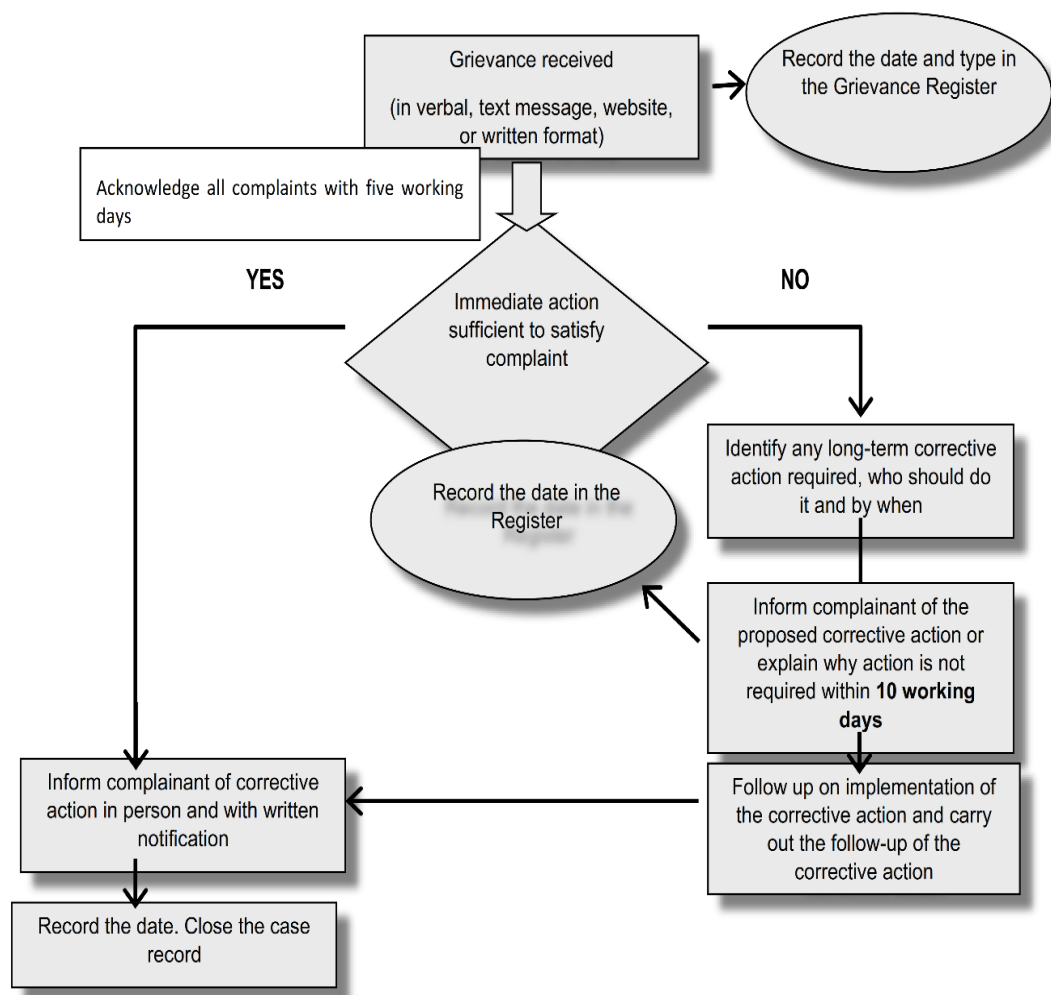 Grievance received
(in verbal, text message, website,
or written format)
Record the date and type in
the Grievance Register
Acknowledge all complaints with five working
days
YES
NO
Immediate action
sufficient to satisfy
complaint
Record the date in the
Register
Identify any long-term corrective
action required, who should do
it and by when
Inform complainant of the
proposed corrective action or
explain why action is not
required within 10 working
days
Follow up on implementation of
the corrective action and carry
out the follow-up of the
corrective action
Inform complainant of corrective
action in person and with written
notification
Record the date. Close the case
record